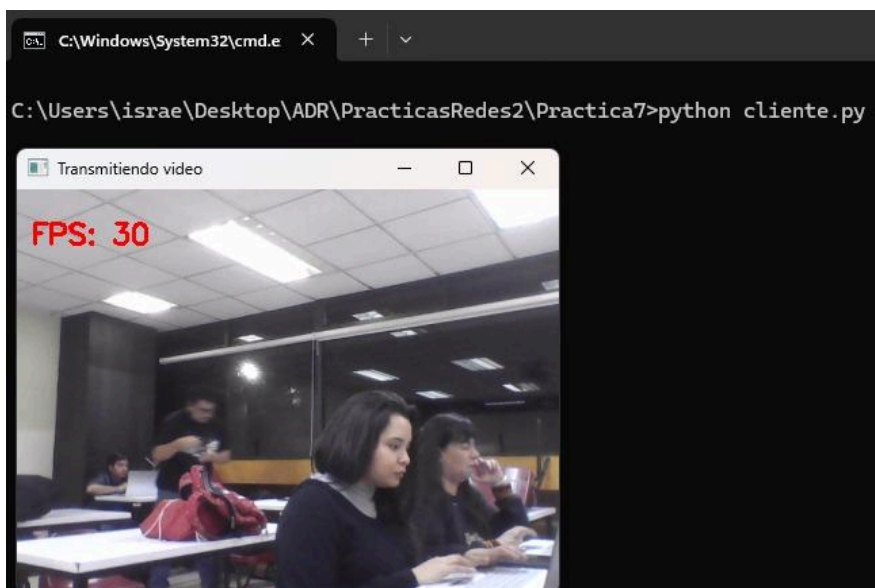 C:\Windows\System32\cmd.e
C:\Users\israe\Desktop\ADR\PracticasRedes2\Practica7>python cliente.py
Transmitiendo video
FPS: 30